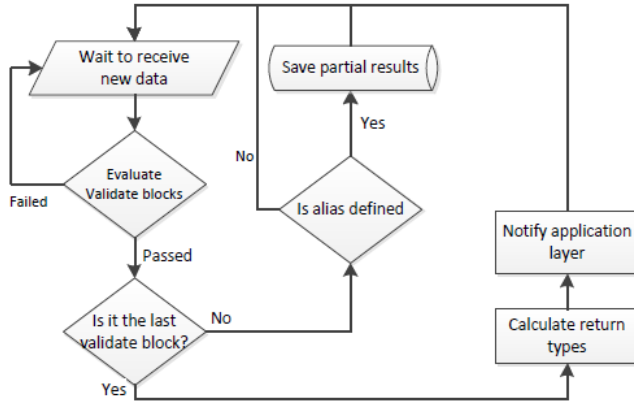 Wait to receive
new data
Save partial results
Yes
No
Evaluate
Validate blocks
Is alias defined
Failed
Notify application
layer
Passed
Is it the last
validate block?
No
Calculate return
types
Yes